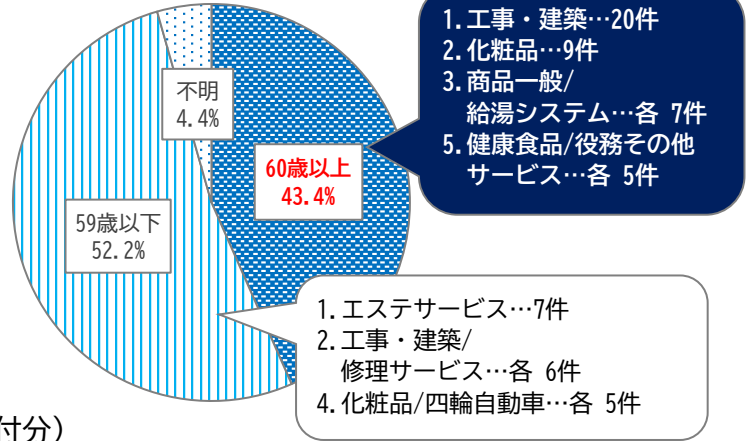 不明
4.4%
60歳以上
43.4%
59歳以下
52.2%
1.工事・建築…20件
2.化粧品…9件
3.商品一般/
給湯システム…各 7件
5.健康食品/役務その他
サービス…各 5件
1.エステサービス…7件
2.工事・建築/
修理サービス…各 6件
4.化粧品/四輪自動車…各 5件
付分）